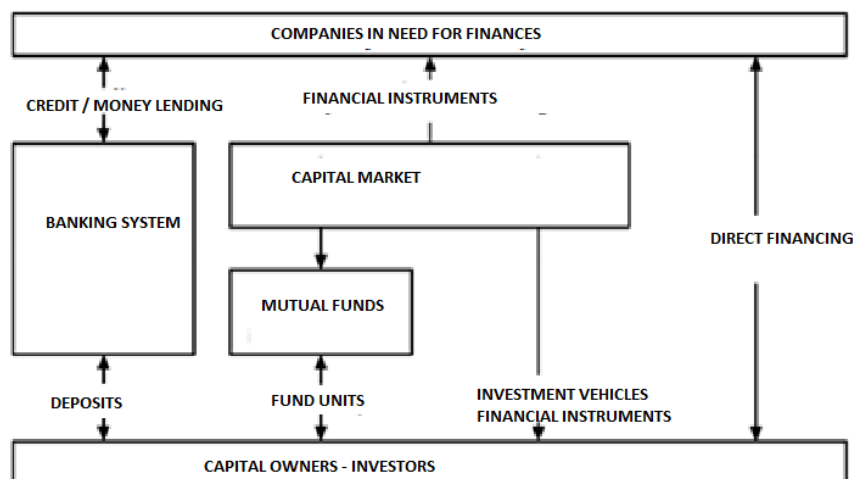 COMPANIES IN NEED FOR FINANCES
CREDIT / MONEY LENDING
FINANCIAL INSTRUMENTS
CAPITAL MARKET
BANKING SYSTEM
DIRECT FINANCING
MUTUAL FUNDS
DEPOSITS
FUND UNITS
INVESTMENT VEHICLES
FINANCIAL INSTRUMENTS
CAPITAL OWNERS - INVESTORS